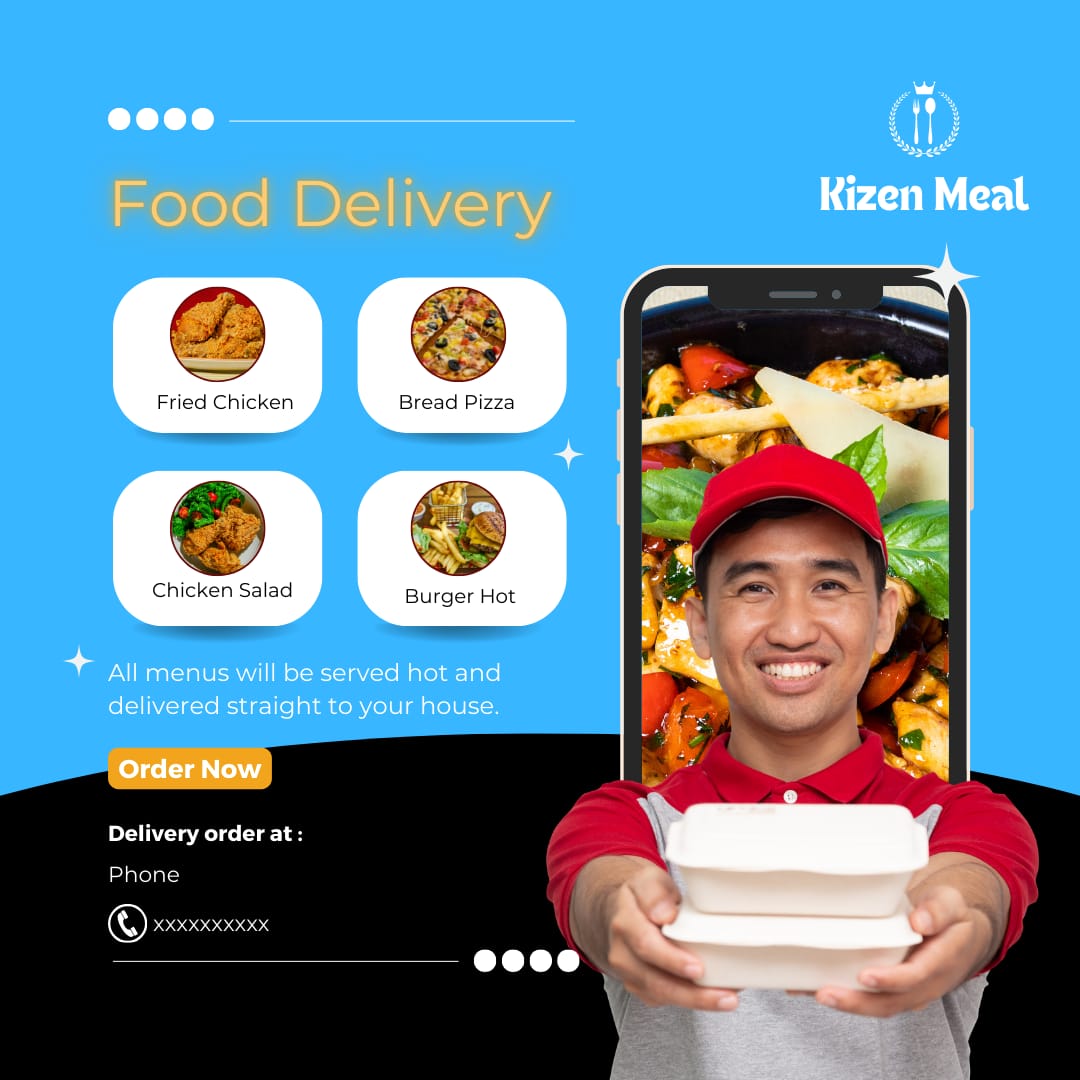 Kizen Meal
Food Delivery
Fried Chicken
Bread Pizza
Chicken Salad
Burger Hot
All menus will be served hot and
delivered straight to your house.
Order Now
Delivery order at :
Phone
xxxxxxxxxx